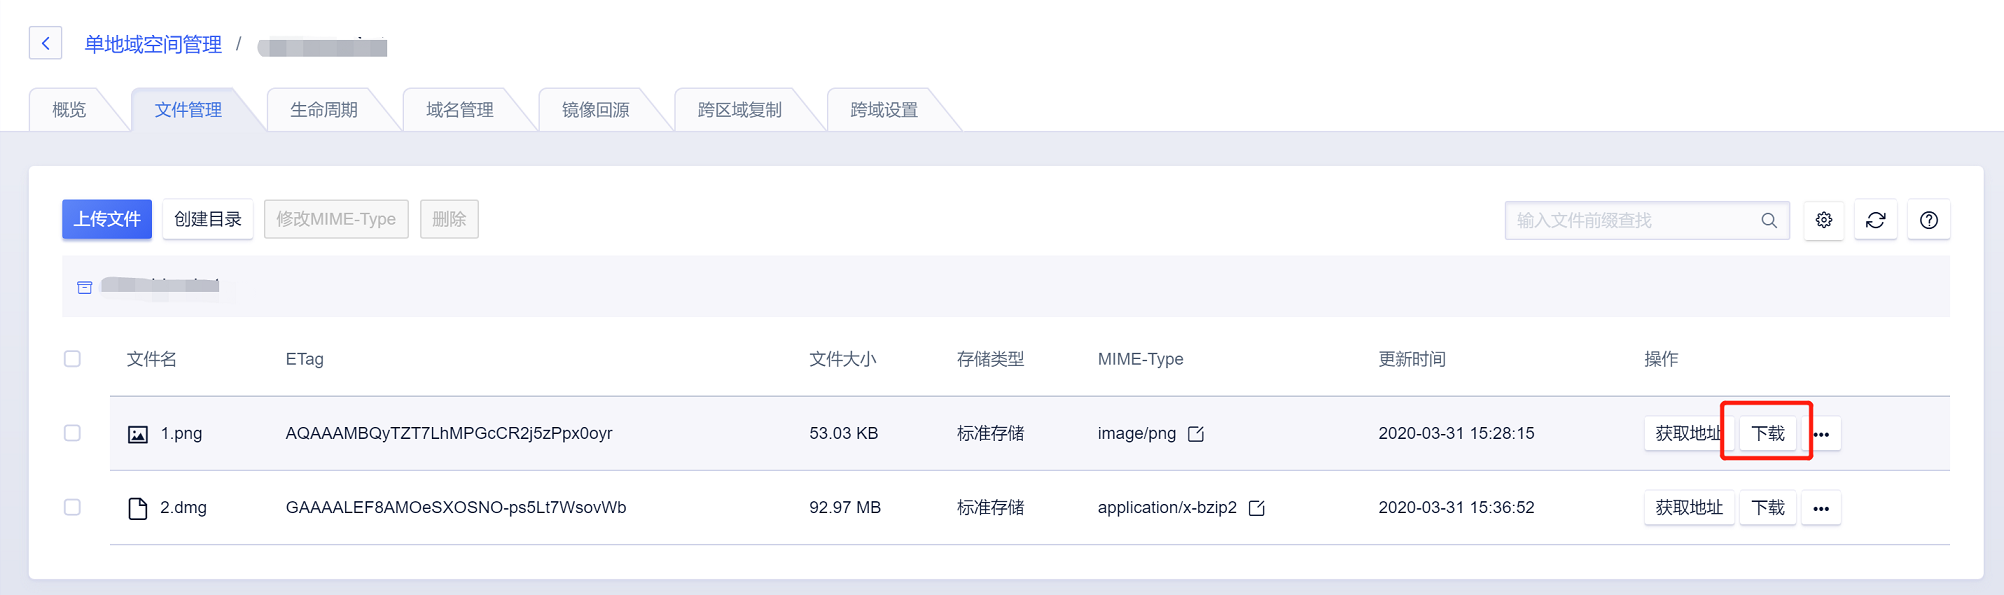 单地域空间管理 /
概览 文件管理 生命周期 域名管理 镜像回源 跨区域复制 跨域设置
上传文件 创建目录 修改MIME-Type 删除 输入文件前缀查找
文件名 ETag 文件大小 存储类型 MIME-Type 更新时间 操作
1.png AQAAAMBQyTZT7LhMPGcCR2j5zPpx0oyr 53.03 KB 标准存储 image/png 2020-03-31 15:28:15 获取地址 下载 •••
2.dmg GAAAALEF8AMOeSXOSNO-ps5Lt7WsovWb 92.97 MB 标准存储 application/x-bzip2 2020-03-31 15:36:52 获取地址 下载 •••